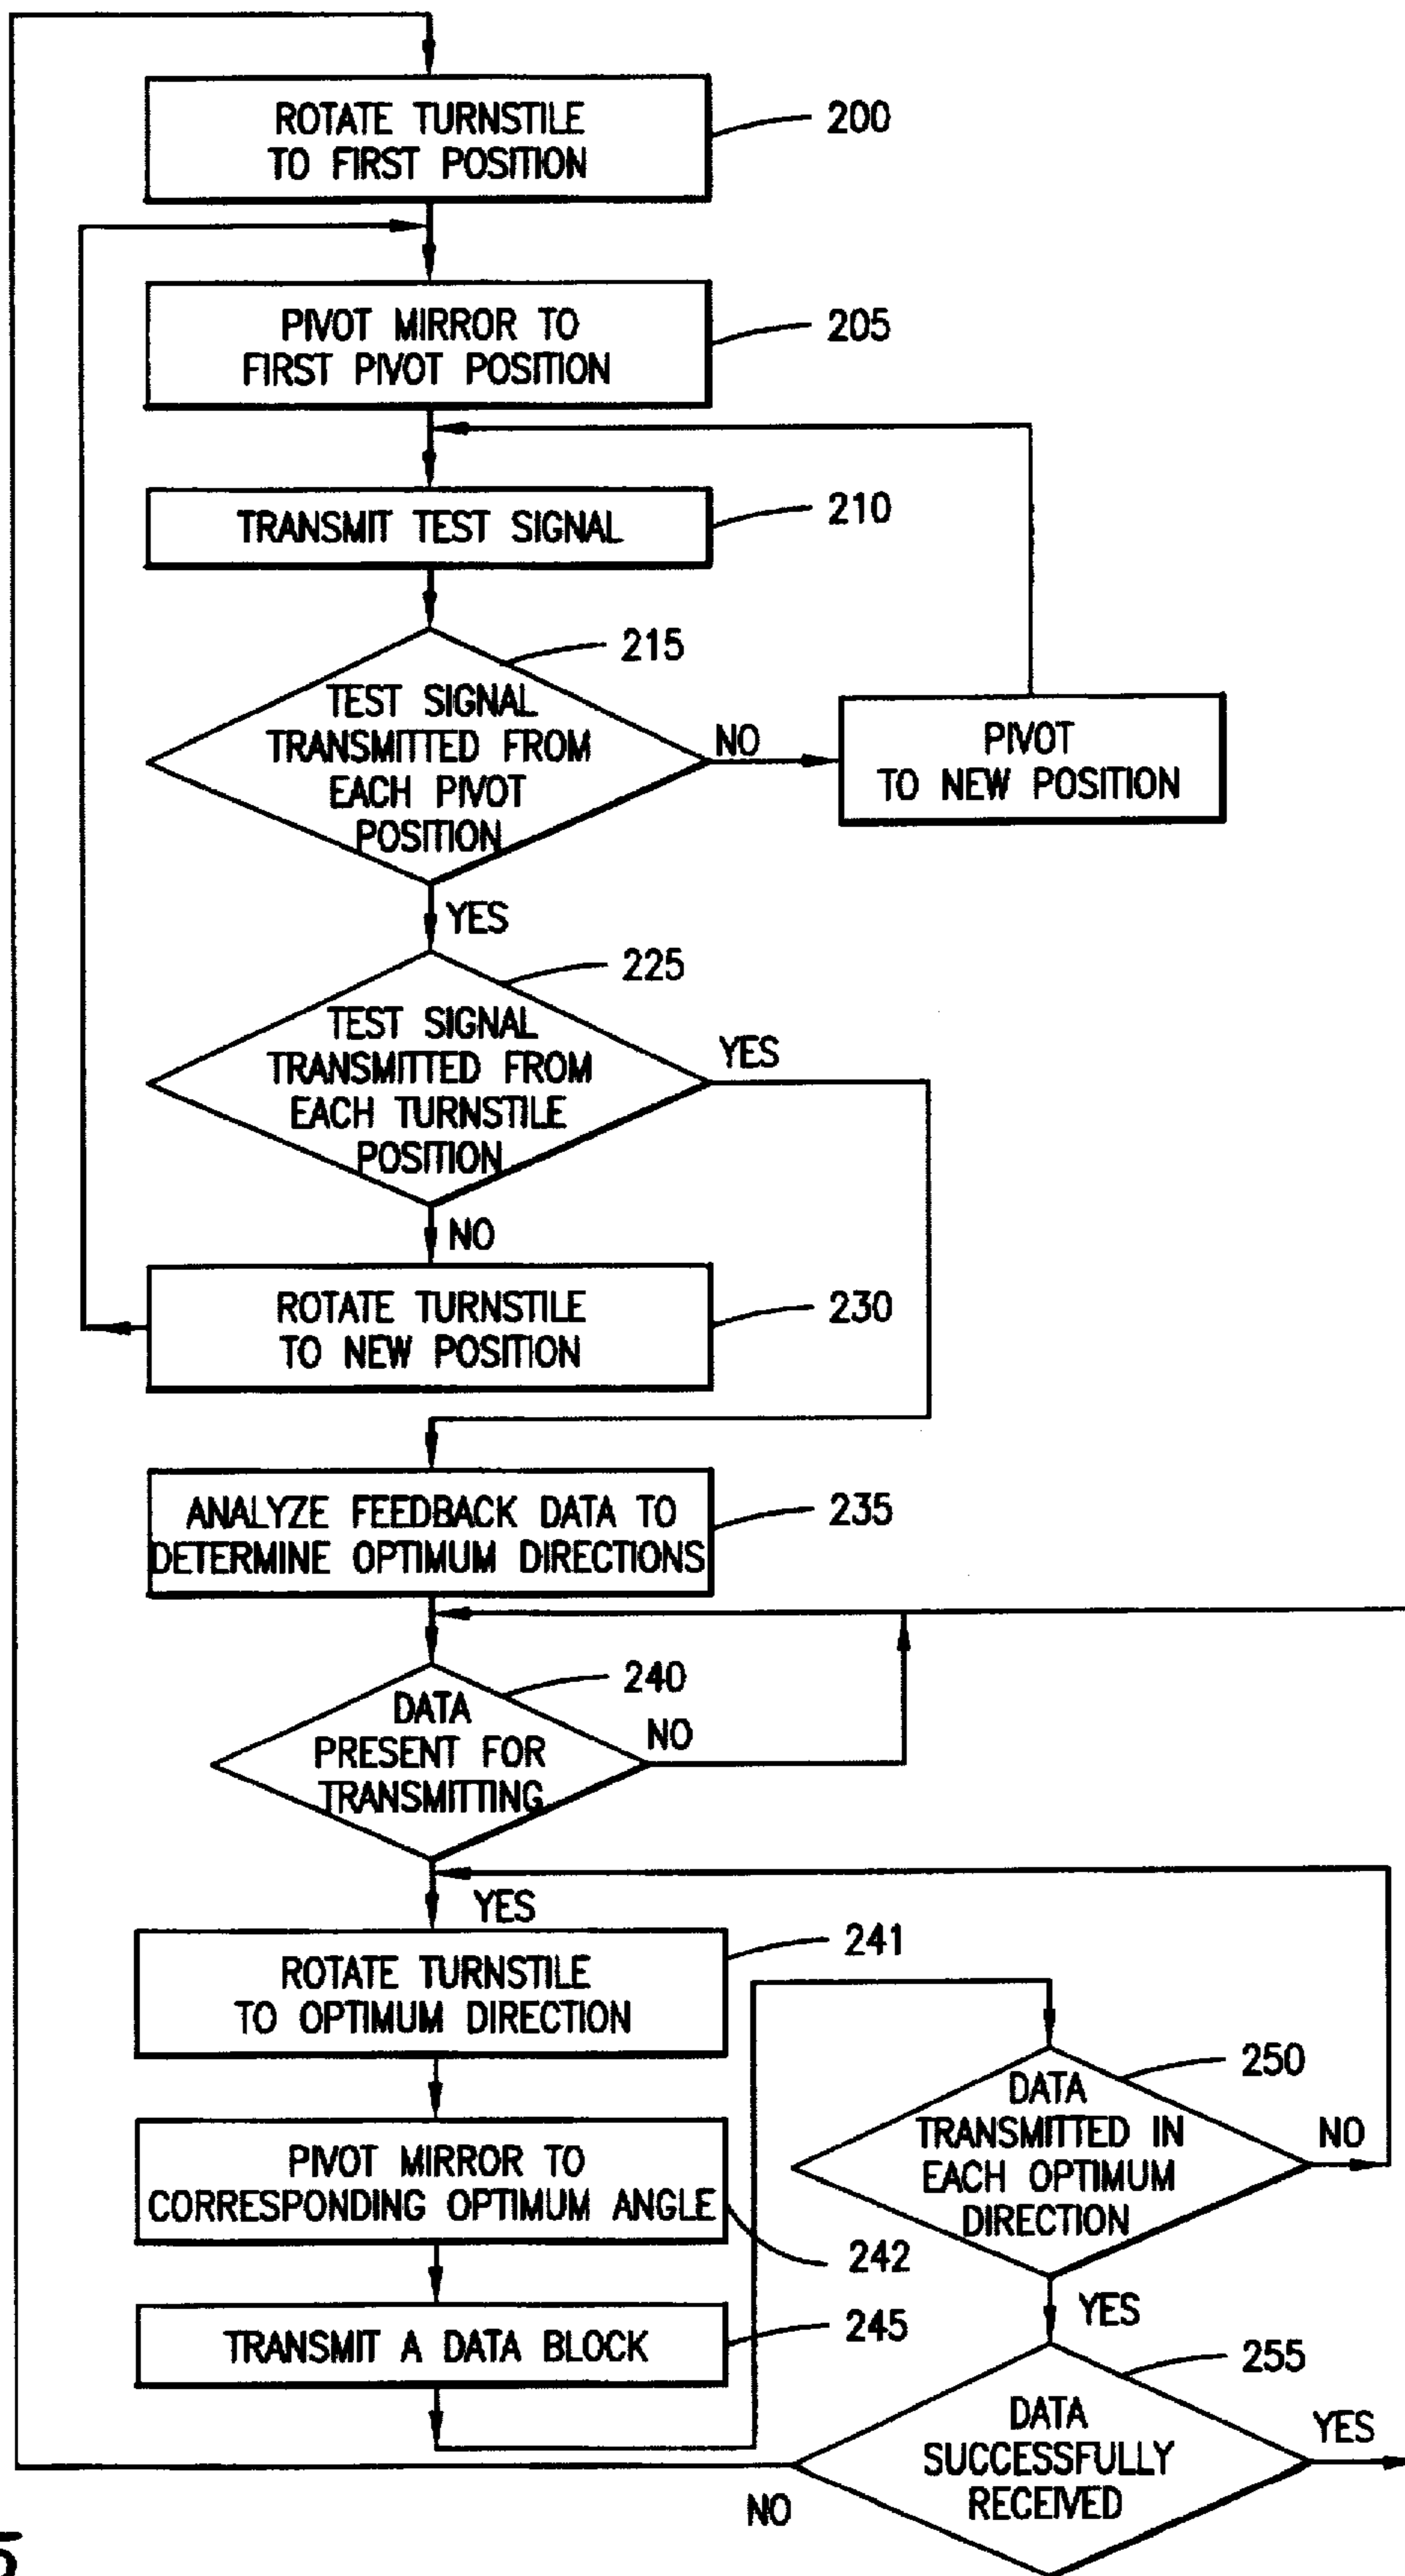 ROTATE TURNSTILE
TO FIRST POSITION
200
PIVOT MIRROR TO
FIRST PIVOT POSITION
205
TRANSMIT TEST SIGNAL
210
215
TEST SIGNAL
TRANSMITTED FROM
EACH PIVOT
POSITION
NO
PIVOT
TO NEW POSITION
YES
225
TEST SIGNAL
TRANSMITTED FROM
EACH TURNSTILE
POSITION
YES
NO
ROTATE TURNSTILE
TO NEW POSITION
230
ANALYZE FEEDBACK DATA TO
DETERMINE OPTIMUM DIRECTIONS
235
240
DATA
PRESENT FOR
TRANSMITTING
NO
YES
ROTATE TURNSTILE
TO OPTIMUM DIRECTION
241
PIVOT MIRROR TO
CORRESPONDING OPTIMUM ANGLE
242
TRANSMIT A DATA BLOCK
245
250
DATA
TRANSMITTED IN
EACH OPTIMUM
DIRECTION
NO
YES
255
DATA
SUCCESSFULLY
RECEIVED
YES
NO